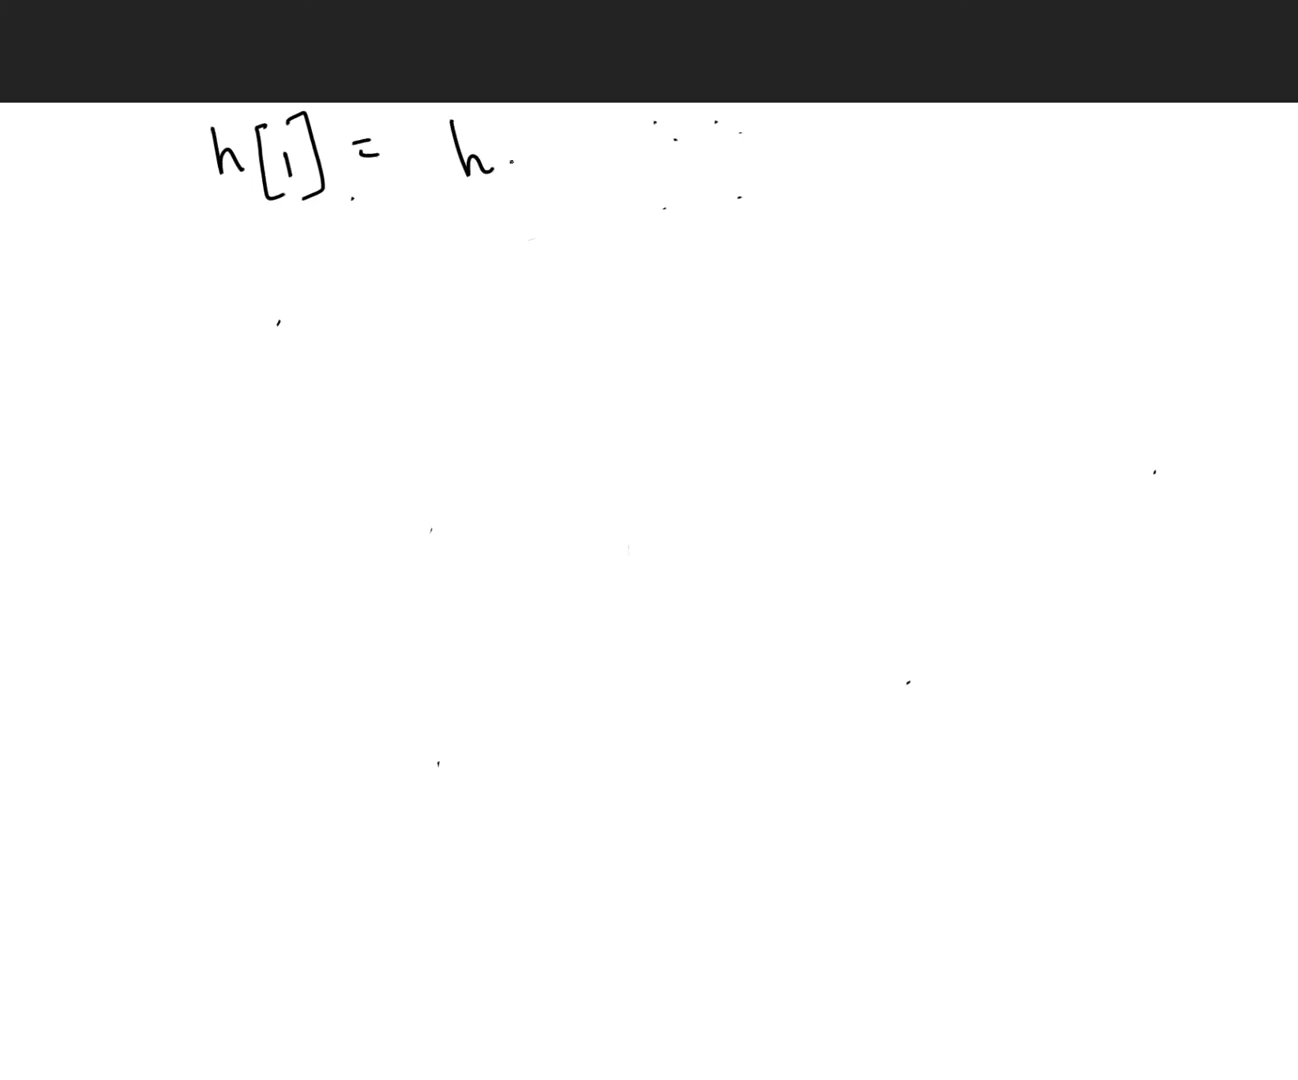 h[1] = h.